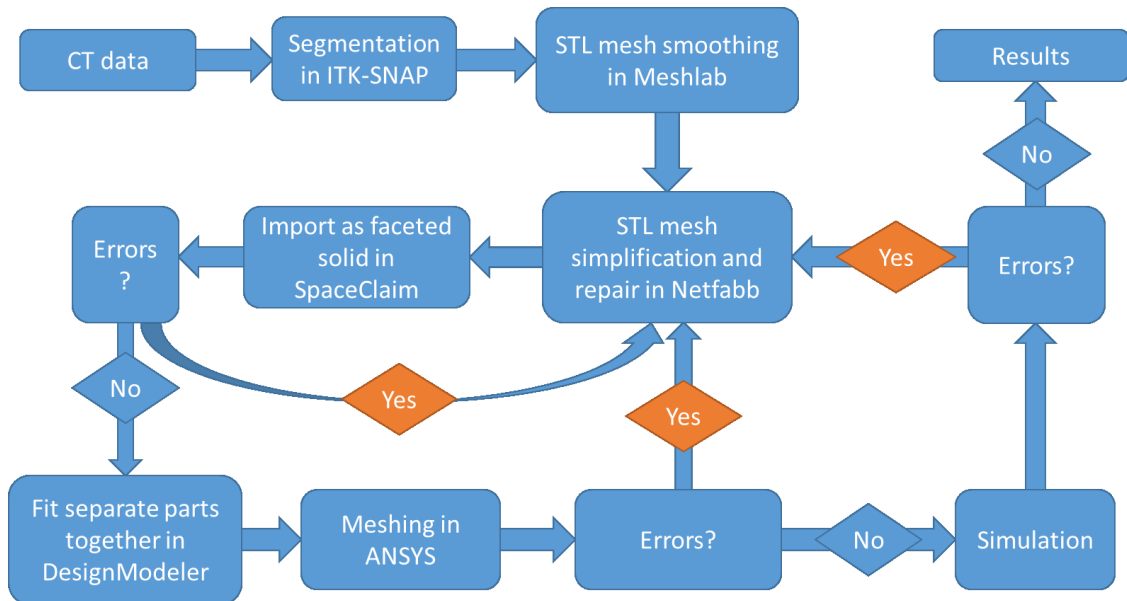 CT data
Segmentation
in ITK-SNAP
STL mesh smoothing
in Meshlab
Results
No
Errors
?
Import as faceted
solid in
SpaceClaim
STL mesh
simplification and
repair in Netfabb
Yes
Errors?
No
Yes
Yes
Fit separate parts
together in
DesignModeler
Meshing in
ANSYS
Errors?
No
Simulation